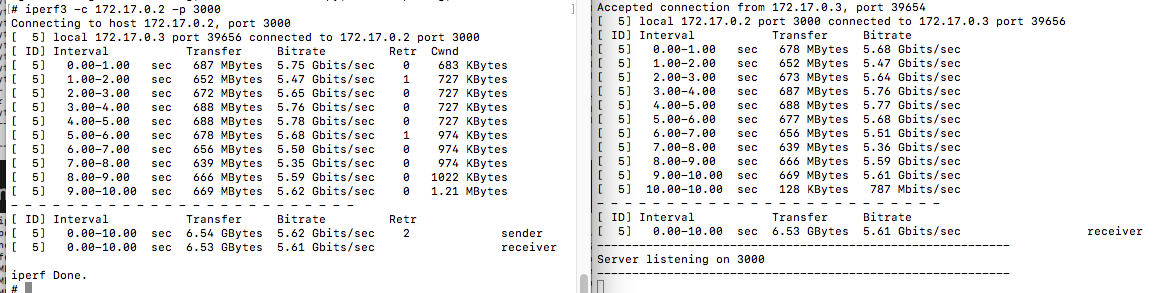 # iperf3 -c 172.17.0.2 -p 3000
Connecting to host 172.17.0.2, port 3000
[  5] local 172.17.0.3 port 39656 connected to 172.17.0.2 port 3000
[ ID] Interval           Transfer     Bitrate         Retr  Cwnd
[  5]   0.00-1.00   sec   687 MBytes  5.75 Gbits/sec    0    683 KBytes
[  5]   1.00-2.00   sec   652 MBytes  5.47 Gbits/sec    1    727 KBytes
[  5]   2.00-3.00   sec   672 MBytes  5.65 Gbits/sec    0    727 KBytes
[  5]   3.00-4.00   sec   688 MBytes  5.76 Gbits/sec    0    727 KBytes
[  5]   4.00-5.00   sec   688 MBytes  5.78 Gbits/sec    0    727 KBytes
[  5]   5.00-6.00   sec   678 MBytes  5.68 Gbits/sec    1    974 KBytes
[  5]   6.00-7.00   sec   656 MBytes  5.50 Gbits/sec    0    974 KBytes
[  5]   7.00-8.00   sec   639 MBytes  5.35 Gbits/sec    0    974 KBytes
[  5]   8.00-9.00   sec   666 MBytes  5.59 Gbits/sec    0   1022 KBytes
[  5]   9.00-10.00  sec   669 MBytes  5.62 Gbits/sec    0   1.21 MBytes
- - - - - - - - - - - - - - - - - - - - - - - - -
[ ID] Interval           Transfer     Bitrate         Retr
[  5]   0.00-10.00  sec  6.54 GBytes  5.62 Gbits/sec    2             sender
[  5]   0.00-10.00  sec  6.53 GBytes  5.61 Gbits/sec                  receiver
iperf Done.
#
Accepted connection from 172.17.0.3, port 39654
[  5] local 172.17.0.2 port 3000 connected to 172.17.0.3 port 39656
[ ID] Interval           Transfer     Bitrate
[  5]   0.00-1.00   sec   678 MBytes  5.68 Gbits/sec
[  5]   1.00-2.00   sec   652 MBytes  5.47 Gbits/sec
[  5]   2.00-3.00   sec   673 MBytes  5.64 Gbits/sec
[  5]   3.00-4.00   sec   687 MBytes  5.76 Gbits/sec
[  5]   4.00-5.00   sec   688 MBytes  5.77 Gbits/sec
[  5]   5.00-6.00   sec   677 MBytes  5.68 Gbits/sec
[  5]   6.00-7.00   sec   656 MBytes  5.51 Gbits/sec
[  5]   7.00-8.00   sec   639 MBytes  5.36 Gbits/sec
[  5]   8.00-9.00   sec   666 MBytes  5.59 Gbits/sec
[  5]   9.00-10.00  sec   669 MBytes  5.61 Gbits/sec
[  5]  10.00-10.00  sec   128 KBytes   787 Mbits/sec
- - - - - - - - - - - - - - - - - - - - - - - - -
[ ID] Interval           Transfer     Bitrate
[  5]   0.00-10.00  sec  6.53 GBytes  5.61 Gbits/sec                  receiver
-----------------------------------------------------------
Server listening on 3000
-----------------------------------------------------------